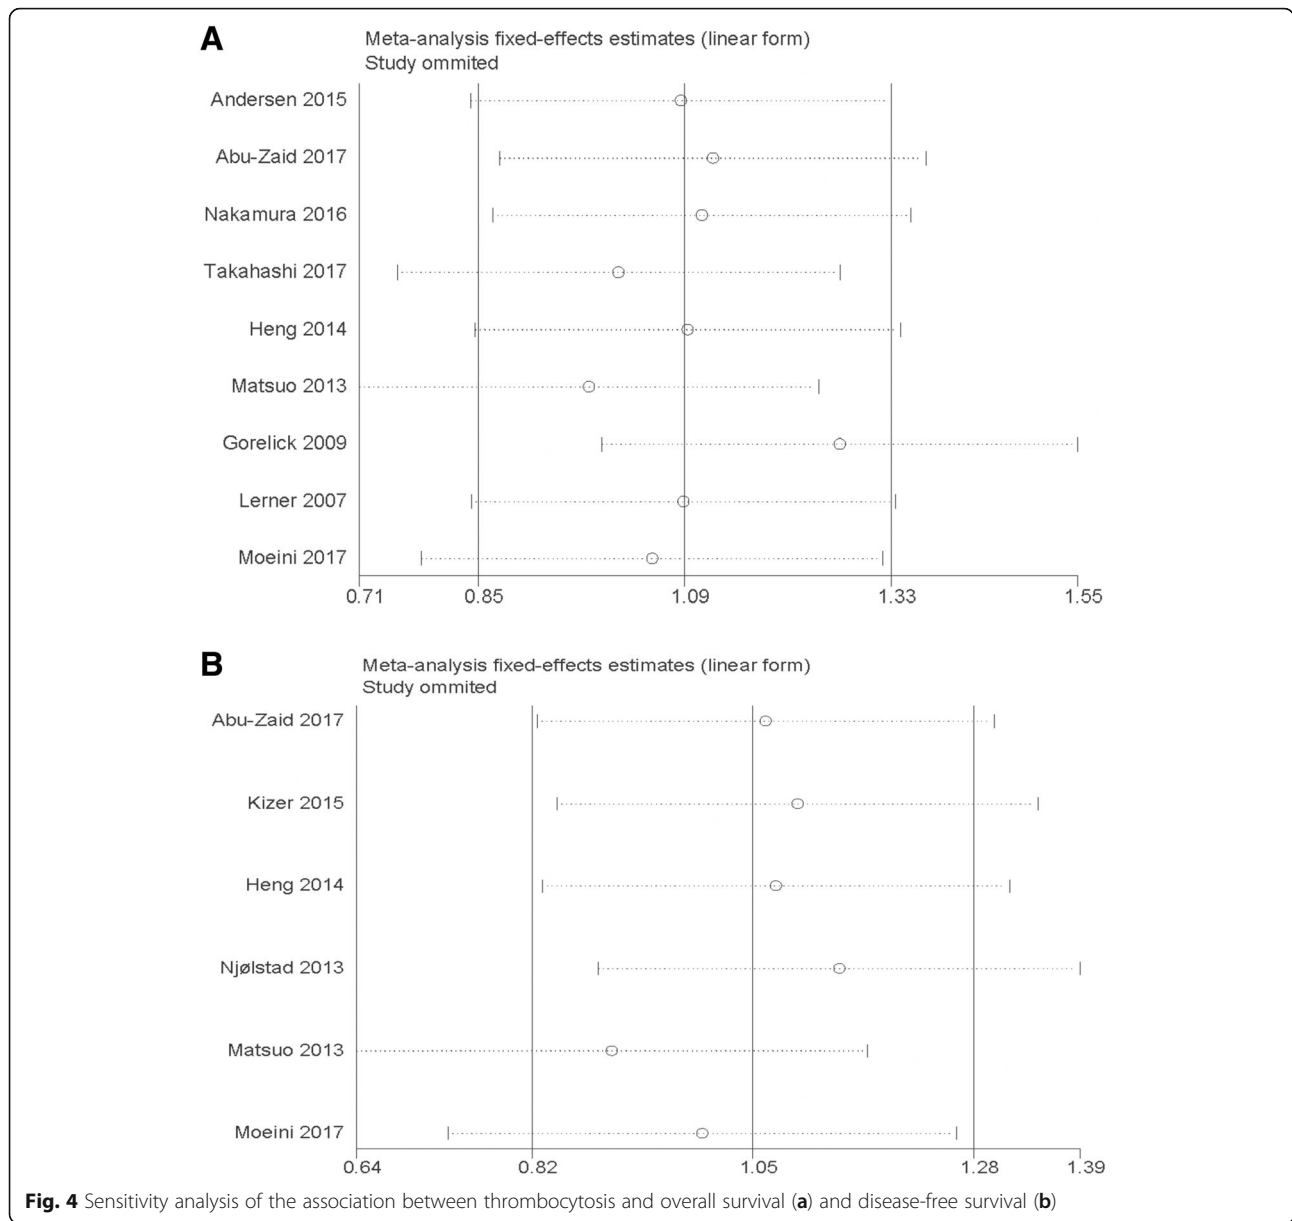 A
Meta-analysis fixed-effects estimates (linear form)
Study ommited
Andersen 2015
Abu-Zaid 2017
Nakamura 2016
Takahashi 2017
Heng 2014
Matsuo 2013
Gorelick 2009
Lerner 2007
Moeini 2017
0.71 0.85 1.09 1.33 1.55
B
Meta-analysis fixed-effects estimates (linear form)
Study ommited
Abu-Zaid 2017
Kizer 2015
Heng 2014
Njølstad 2013
Matsuo 2013
Moeini 2017
0.64 0.82 1.05 1.28 1.39
Fig. 4 Sensitivity analysis of the association between thrombocytosis and overall survival (a) and disease-free survival (b)